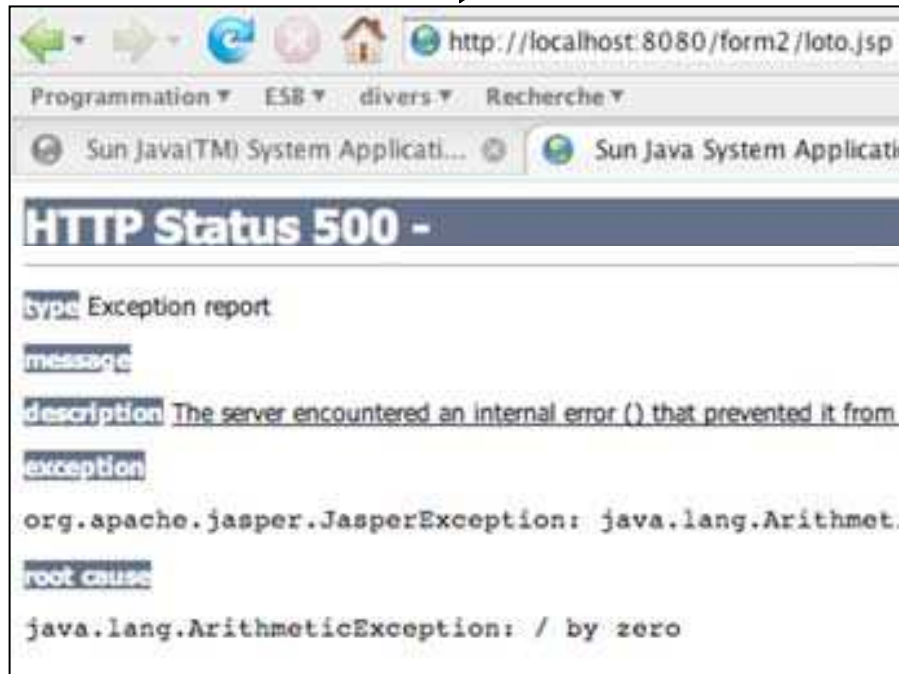 http://localhost:8080/form2/loto.jsp
Programmation ESB divers Recherche
Sun Java(TM) System Applicati... Sun Java System Applicati
HTTP Status 500 -
type Exception report
message
description The server encountered an internal error () that prevented it from
exception
org.apache.jasper.JasperException: java.lang.Arithmet
root cause
java.lang.ArithmeticException: / by zero